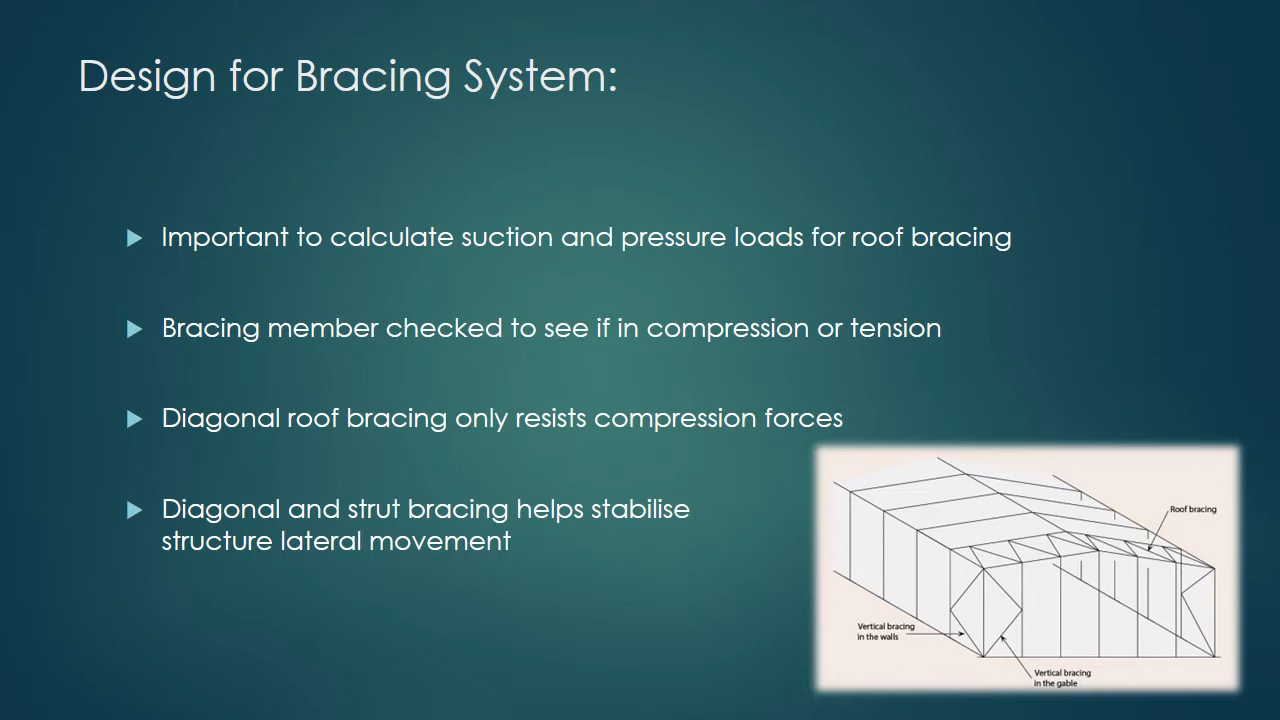 Design for Bracing System:
Important to calculate suction and pressure loads for roof bracing
Bracing member checked to see if in compression or tension
Diagonal roof bracing only resists compression forces
Diagonal and strut bracing helps stabilise
structure lateral movement
Roof bracing
Vertical bracing
in the walls
Vertical bracing
in the gable